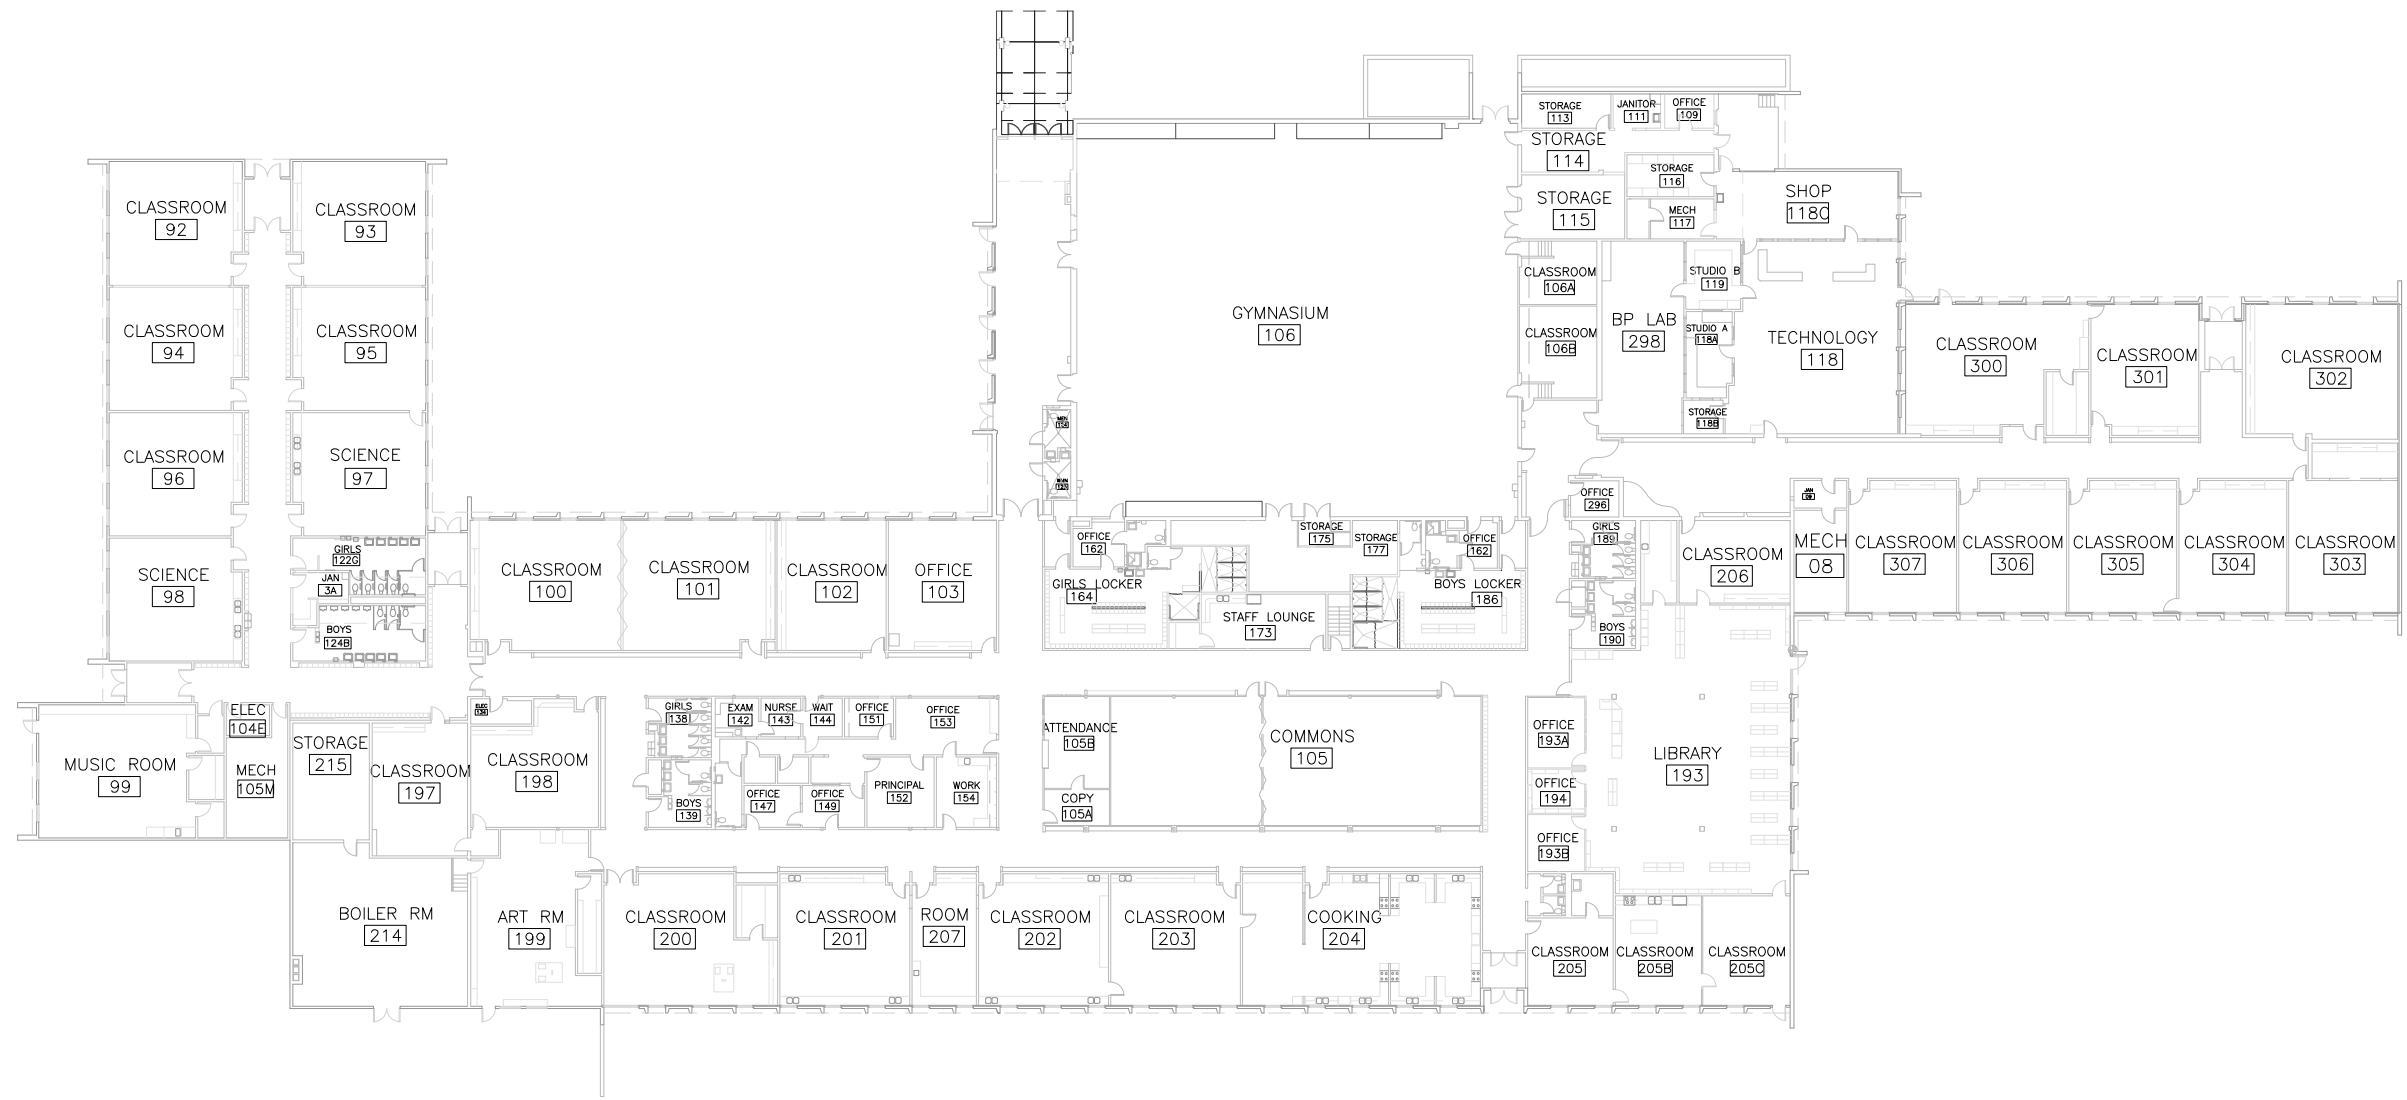 STORAGE
113
JANITOR
111
OFFICE
109
STORAGE
114
STORAGE
116
STORAGE
115
MECH
117
SHOP
118C
CLASSROOM
92
CLASSROOM
93
CLASSROOM
94
CLASSROOM
95
CLASSROOM
96
SCIENCE
97
SCIENCE
98
GIRLS
122G
JAN
3A
BOYS
124B
GYMNASIUM
106
CLASSROOM
106A
CLASSROOM
106B
BP LAB
298
STUDIO B
119
STUDIO A
118A
STORAGE
118B
TECHNOLOGY
118
CLASSROOM
300
CLASSROOM
301
CLASSROOM
302
MEN
CLASSROOM
100
CLASSROOM
101
CLASSROOM
102
OFFICE
103
OFFICE
162
GIRLS LOCKER
164
STORAGE
175
STORAGE
177
OFFICE
162
BOYS LOCKER
186
STAFF LOUNGE
173
OFFICE
296
GIRLS
189
BOYS
190
CLASSROOM
206
JAN
09
MECH
08
CLASSROOM
307
CLASSROOM
306
CLASSROOM
305
CLASSROOM
304
CLASSROOM
303
MUSIC ROOM
99
ELEC
104E
MECH
105M
STORAGE
215
CLASSROOM
197
ELEC
CLASSROOM
198
GIRLS
138
BOYS
139
EXAM
142
NURSE
143
WAIT
144
OFFICE
151
OFFICE
153
OFFICE
147
OFFICE
149
PRINCIPAL
152
WORK
154
ATTENDANCE
105B
COPY
105A
COMMONS
105
OFFICE
193A
OFFICE
194
OFFICE
193B
LIBRARY
193
BOILER RM
214
ART RM
199
CLASSROOM
200
CLASSROOM
201
ROOM
207
CLASSROOM
202
CLASSROOM
203
COOKING
204
CLASSROOM
205
CLASSROOM
205B
CLASSROOM
205C